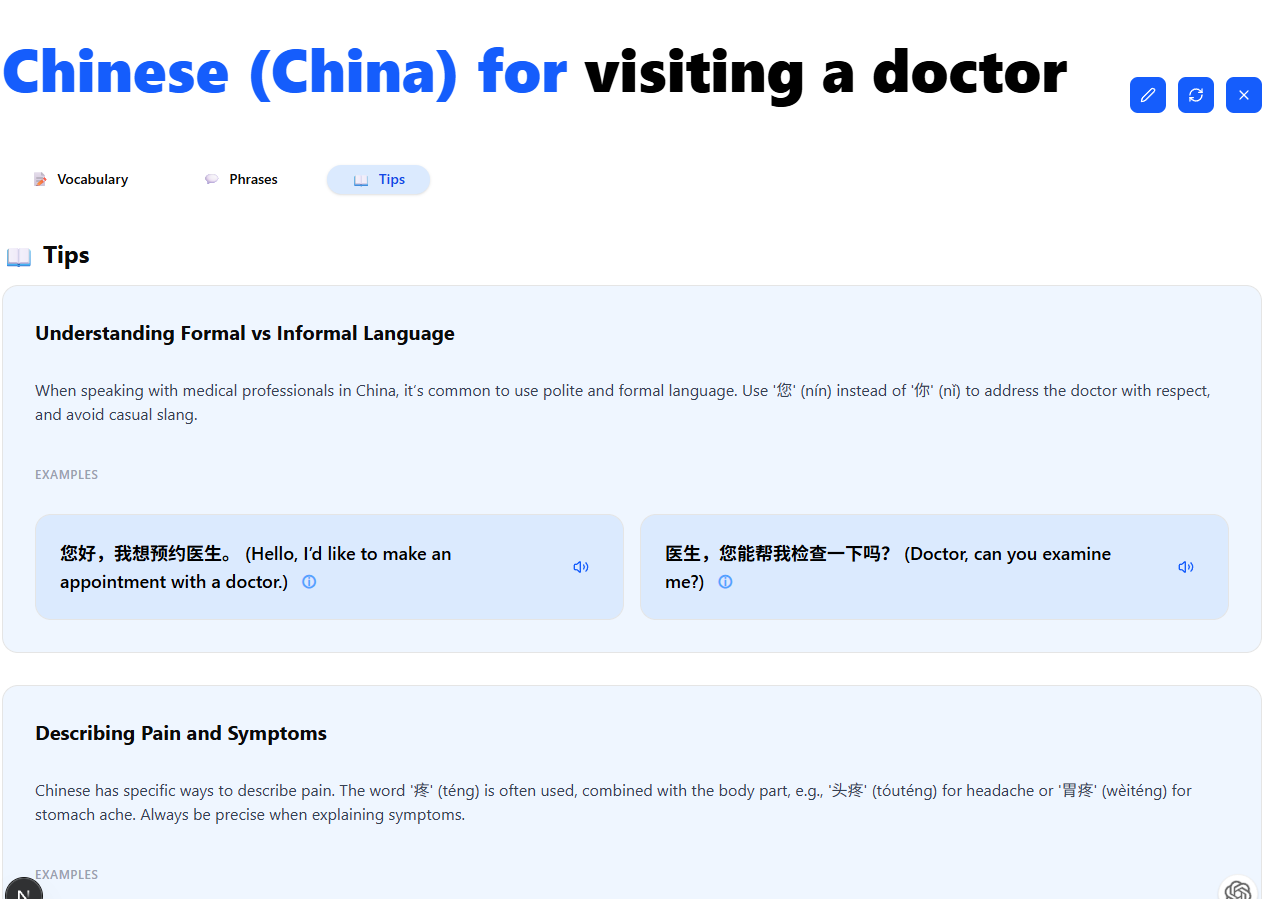 Chinese (China) for visiting a doctor
Vocabulary
Phrases
Tips
Tips
Understanding Formal vs Informal Language
When speaking with medical professionals in China, it’s common to use polite and formal language. Use '您' (nín) instead of '你' (nǐ) to address the doctor with respect,
and avoid casual slang.
EXAMPLES
您好，我想预约医生。 (Hello, I’d like to make an
appointment with a doctor.)
医生，您能帮我检查一下吗？ (Doctor, can you examine
me?)
Describing Pain and Symptoms
Chinese has specific ways to describe pain. The word '疼' (téng) is often used, combined with the body part, e.g., '头疼' (tóuténg) for headache or '胃疼' (wèiténg) for
stomach ache. Always be precise when explaining symptoms.
EXAMPLES
N